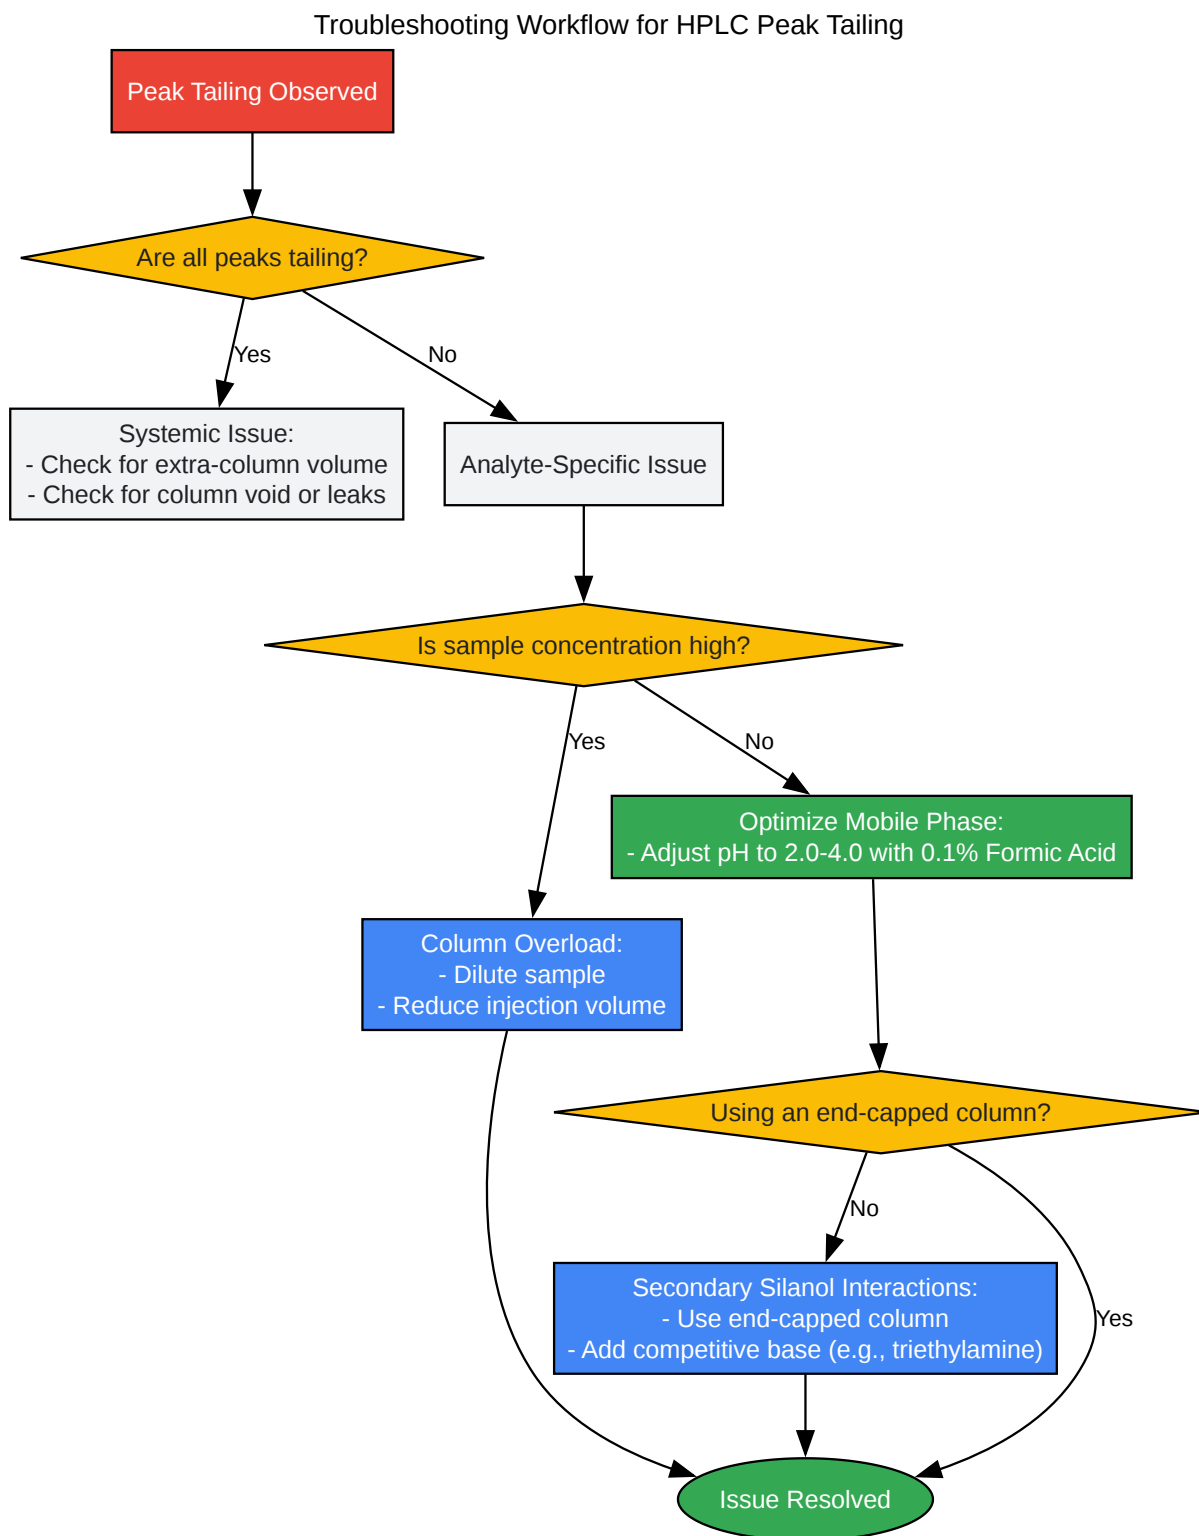 Troubleshooting Workflow for HPLC Peak Tailing
Peak Tailing Observed
Are all peaks tailing?
Yes
No
Systemic Issue:
- Check for extra-column volume
- Check for column void or leaks
Analyte-Specific Issue
Is sample concentration high?
Yes
No
Optimize Mobile Phase:
- Adjust pH to 2.0-4.0 with 0.1% Formic Acid
Column Overload:
- Dilute sample
- Reduce injection volume
Using an end-capped column?
No
Yes
Secondary Silanol Interactions:
- Use end-capped column
- Add competitive base (e.g., triethylamine)
Issue Resolved